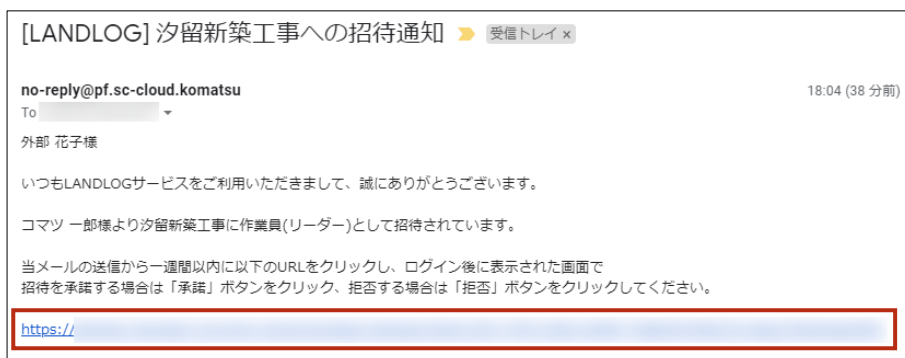 [LANDLOG] 汐留新築工事への招待通知 受信トレイ ×
no-reply@pf.sc-cloud.komatsu 18:04 (38 分前)
To
外部 花子様
いつもLANDLOGサービスをご利用いただきまして、誠にありがとうございます。
コマツ 一郎様より汐留新築工事に作業員(リーダー)として招待されています。
当メールの送信から一週間以内に以下のURLをクリックし、ログイン後に表示された画面で
招待を承諾する場合は「承諾」ボタンをクリック、拒否する場合は「拒否」ボタンをクリックしてください。
https://